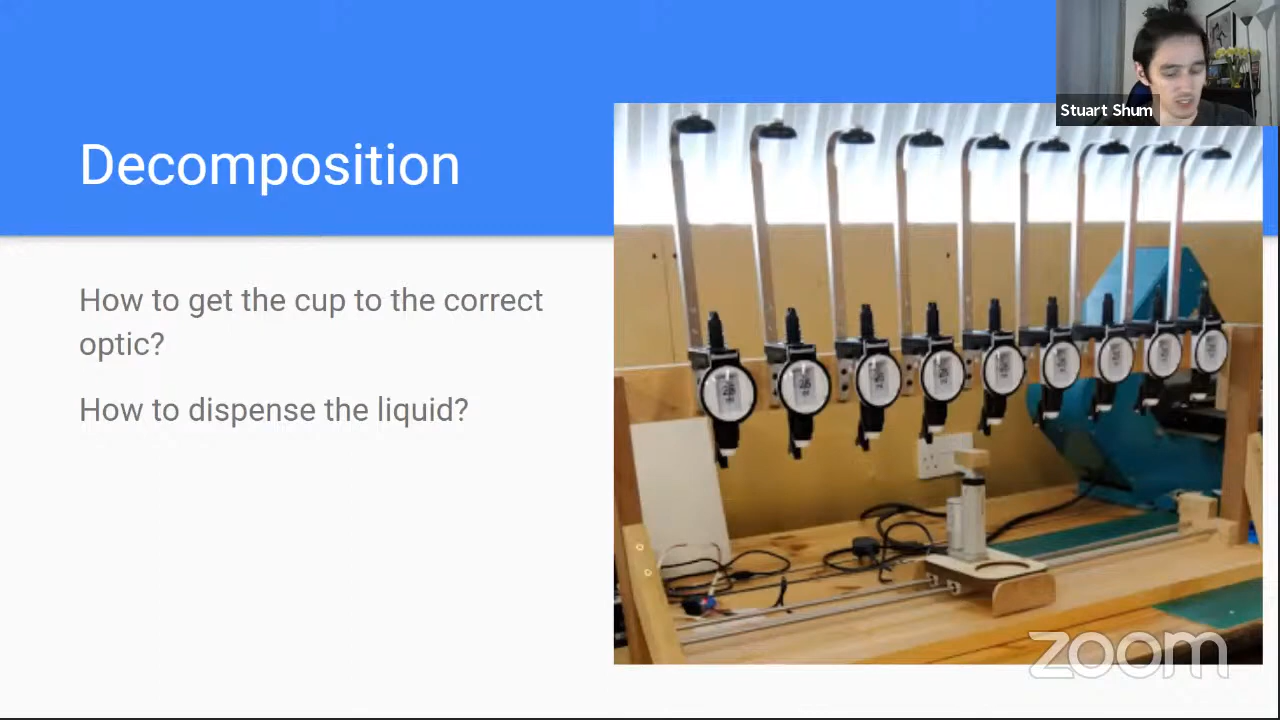 Stuart Shum
Decomposition
How to get the cup to the correct
optic?
How to dispense the liquid?
zoom